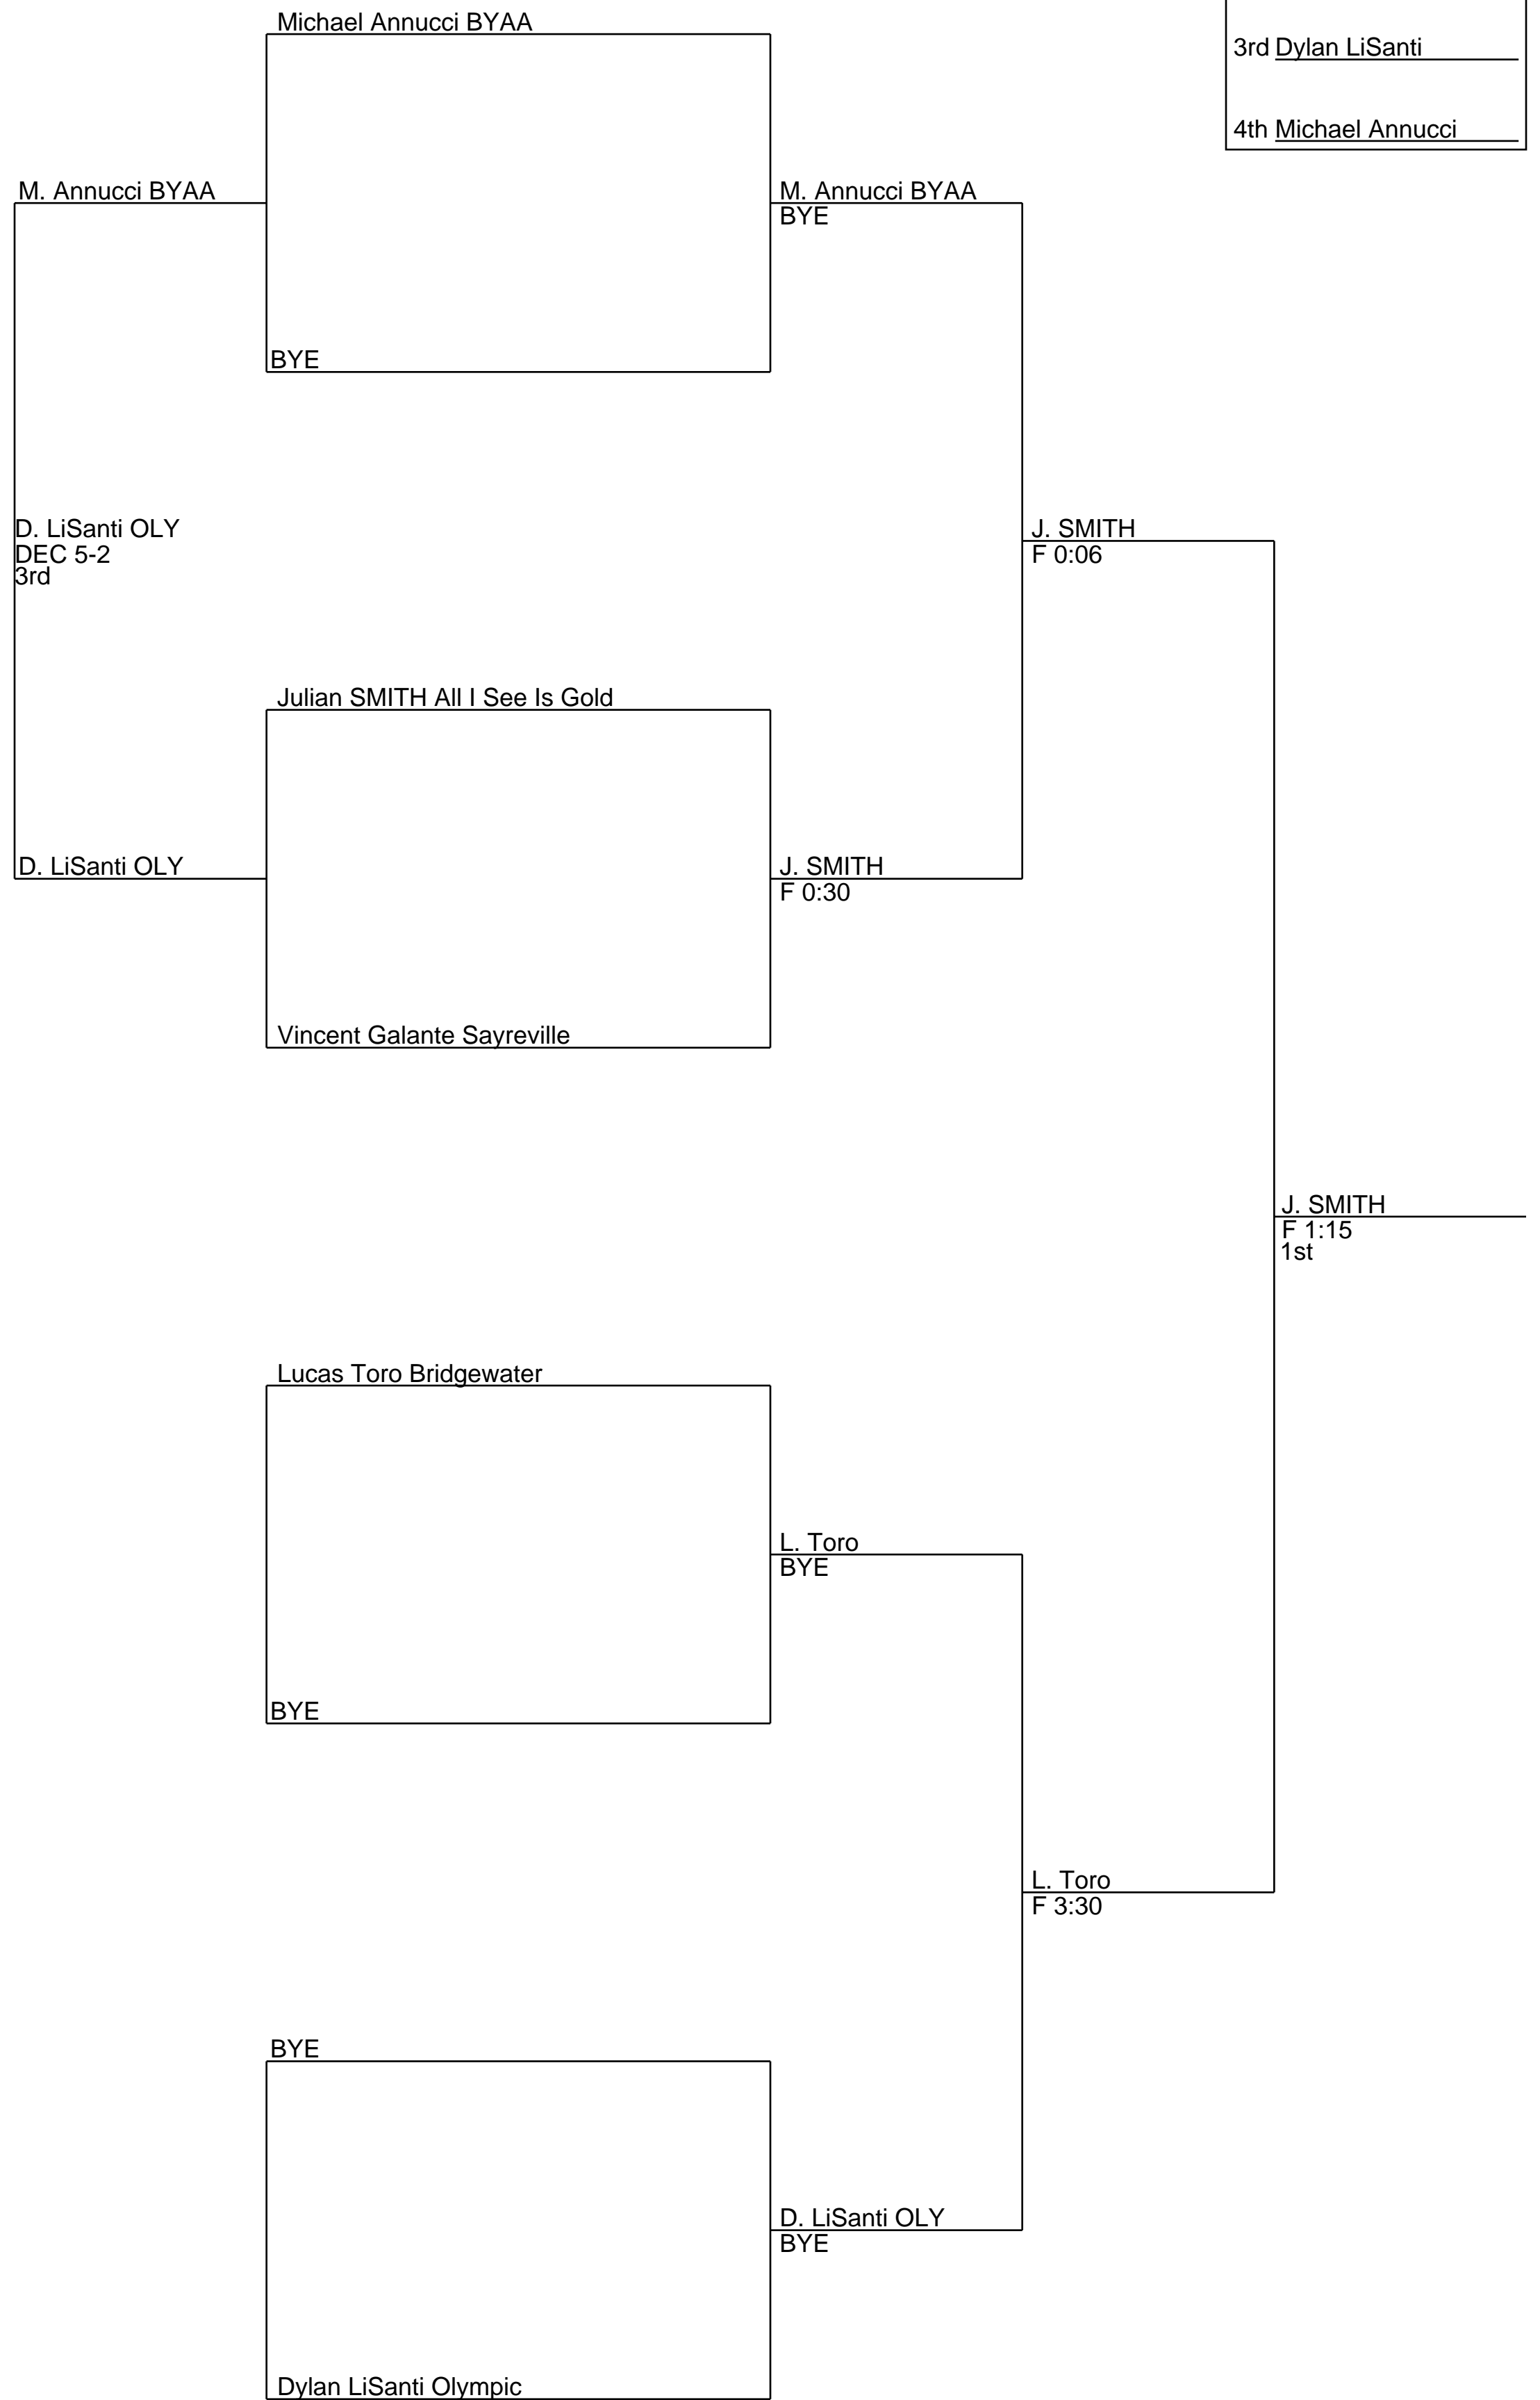 Michael Annucci BYAA
3rd Dylan LiSanti
4th Michael Annucci
M. Annucci BYAA
M. Annucci BYAA
BYE
BYE
D. LiSanti OLY
DEC 5-2
3rd
J. SMITH
F 0:06
Julian SMITH All I See Is Gold
D. LiSanti OLY
J. SMITH
F 0:30
Vincent Galante Sayreville
J. SMITH
F 1:15
1st
Lucas Toro Bridgewater
L. Toro
BYE
BYE
L. Toro
F 3:30
BYE
D. LiSanti OLY
BYE
Dylan LiSanti Olympic